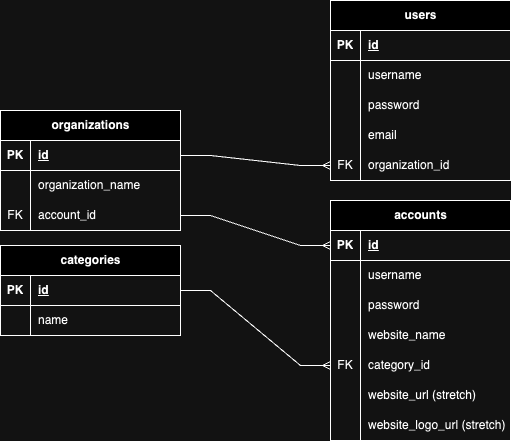 users
PK id
username
password
email
FK organization_id
organizations
PK id
organization_name
FK account_id
accounts
PK id
username
password
website_name
FK category_id
website_url (stretch)
website_logo_url (stretch)
categories
PK id
name